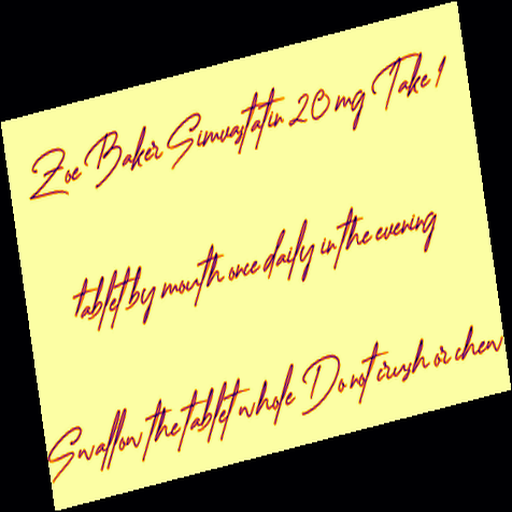 Zoe Baker Simvastatin 20 mg Take 1
tablet by mouth once daily in the evening
Swallow the tablet whole Do not crush or chew